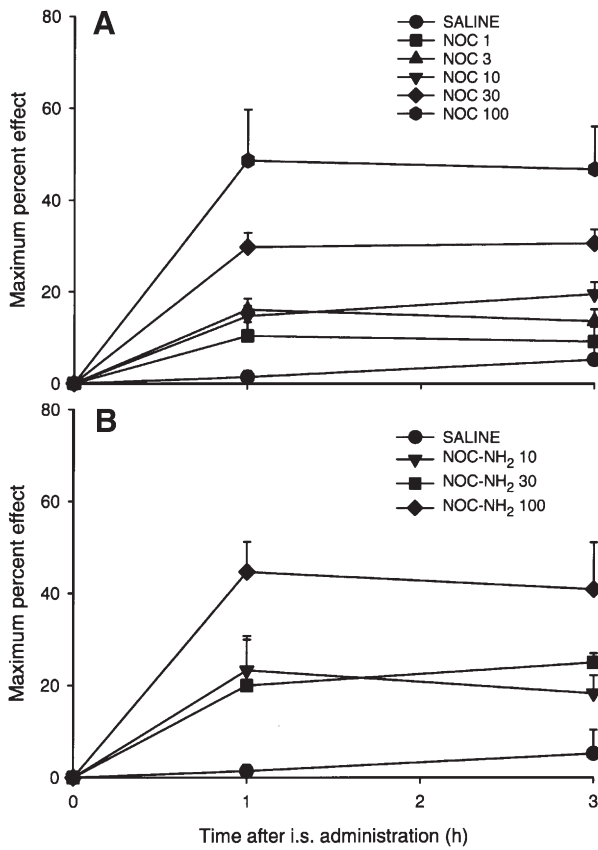 A
80
60
40
20
0
Maximum percent effect
SALINE
NOC 1
NOC 3
NOC 10
NOC 30
NOC 100
B
80
60
40
20
0
Maximum percent effect
SALINE
NOC-NH2 10
NOC-NH2 30
NOC-NH2 100
0 1 2 3
Time after i.s. administration (h)